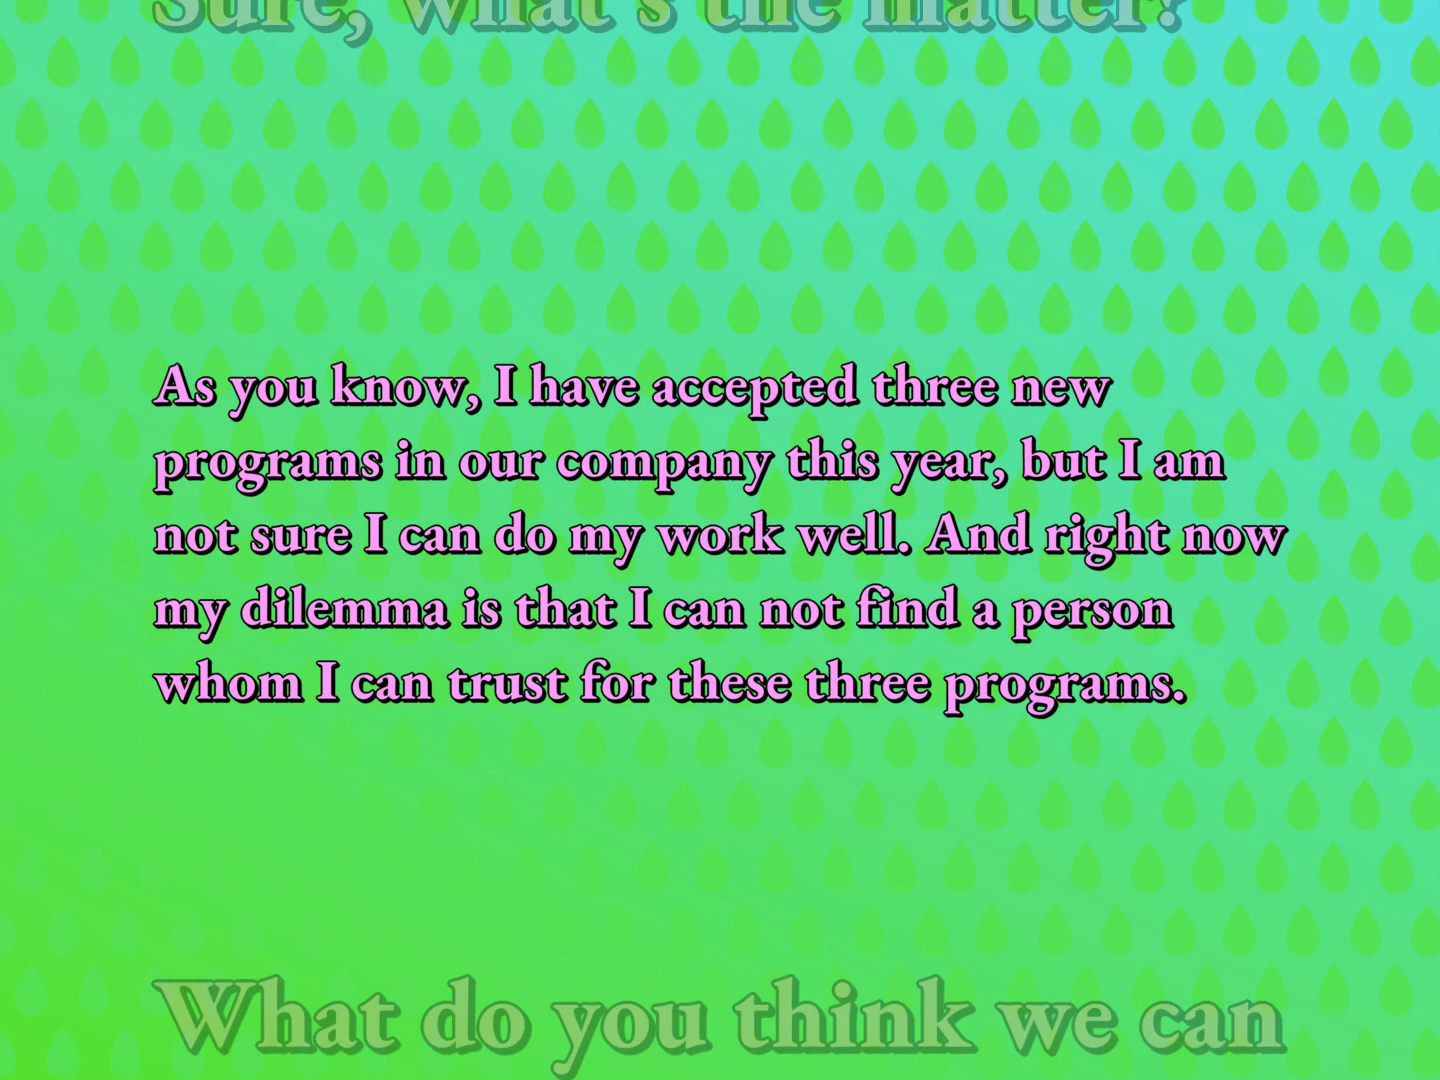 Sure, what's the matter?
As you know, I have accepted three new
programs in our company this year, but I am
not sure I can do my work well. And right now
my dilemma is that I can not find a person
whom I can trust for these three programs.
What do you think we can